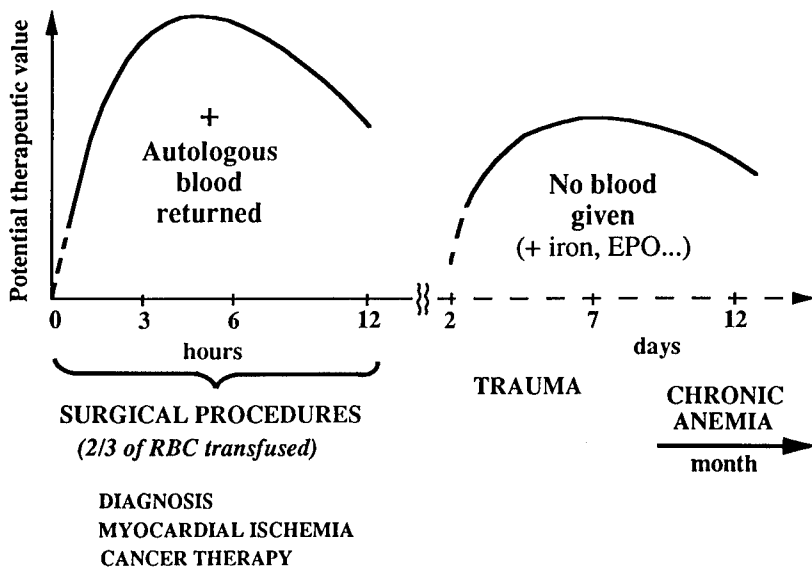 Potential therapeutic value
+
Autologous
blood
returned
No blood
given
(+ iron, EPO...)
0 3 6 12 2 7 12
hours days
SURGICAL PROCEDURES
(2/3 of RBC transfused)
TRAUMA
CHRONIC
ANEMIA
month
DIAGNOSIS
MYOCARDIAL ISCHEMIA
CANCER THERAPY